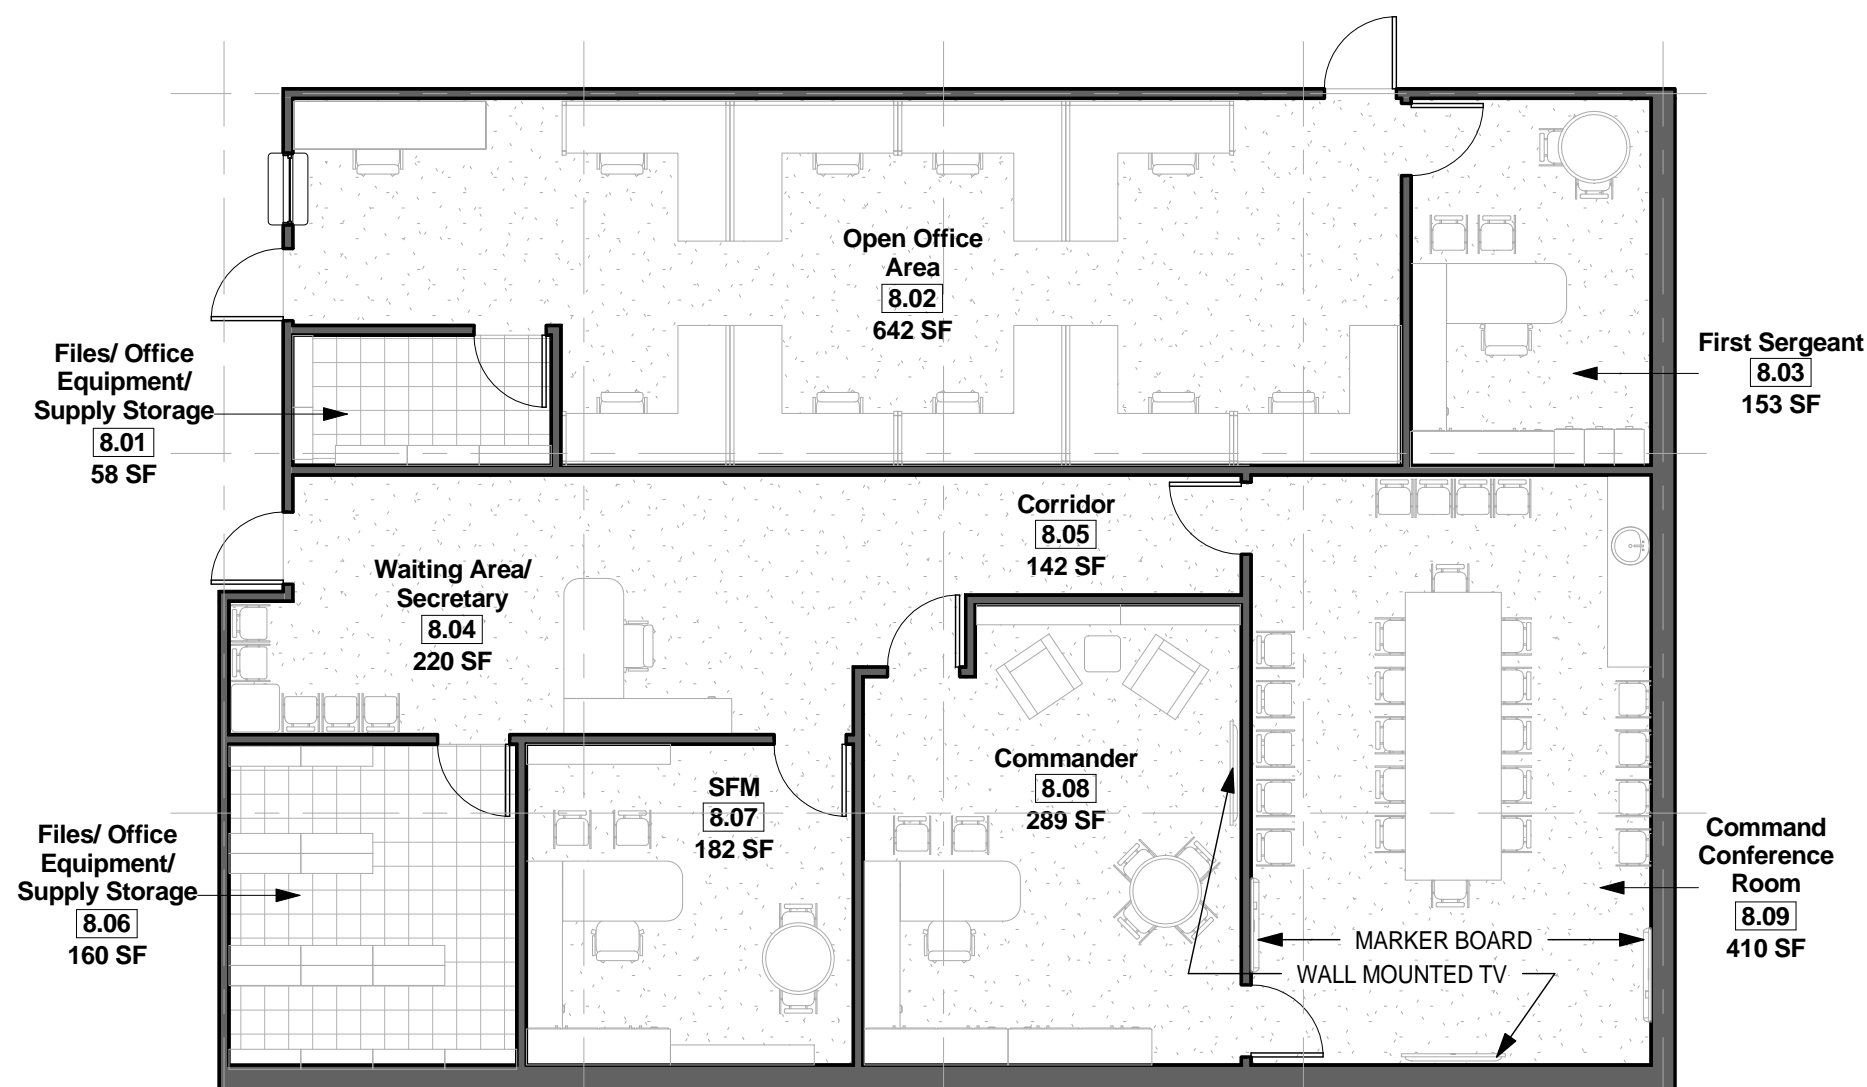 Open Office
Area
8.02
642 SF
First Sergeant
8.03
153 SF
Files/ Office
Equipment/
Supply Storage
8.01
58 SF
Corridor
8.05
142 SF
Waiting Area/
Secretary
8.04
220 SF
Commander
8.08
289 SF
SFM
8.07
182 SF
Files/ Office
Equipment/
Supply Storage
8.06
160 SF
Command
Conference
Room
8.09
410 SF
MARKER BOARD
WALL MOUNTED TV